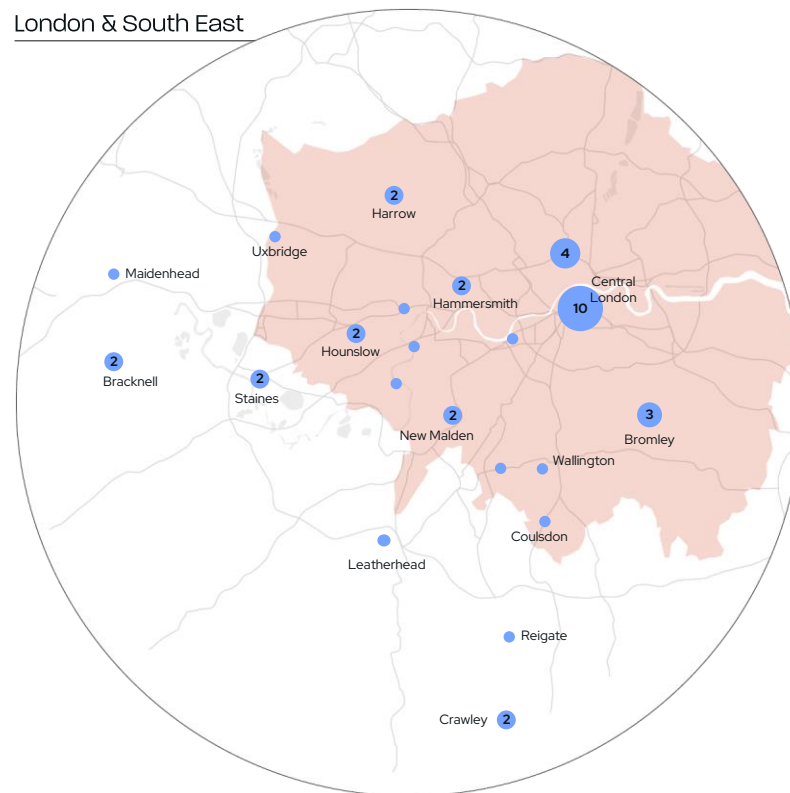 London & South East
2
Harrow
Uxbridge
4
Maidenhead
Central
London
2
Hammersmith
10
2
Hounslow
2
Bracknell
2
Staines
2
New Malden
3
Bromley
Wallington
Coulsdon
Leatherhead
Reigate
Crawley
2